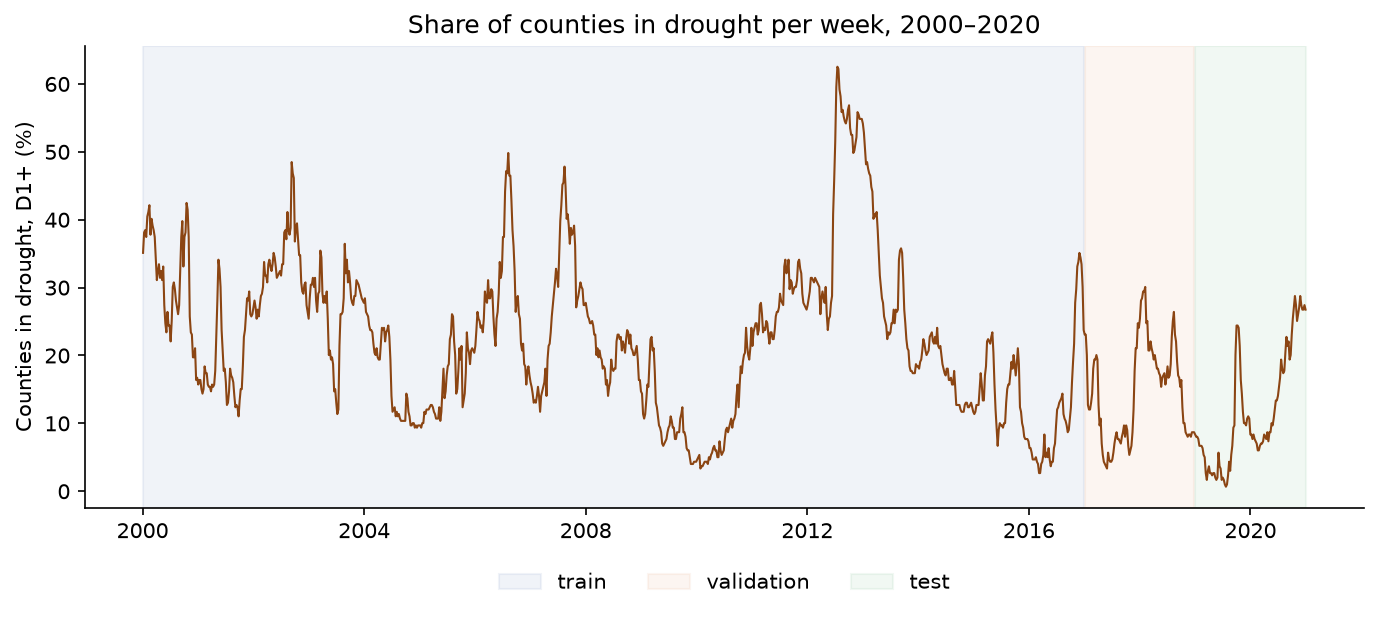 Share of counties in drought per week, 2000–2020
Counties in drought, D1+ (%)
60
50
40
30
20
10
0
2000 2004 2008 2012 2016 2020
train validation test